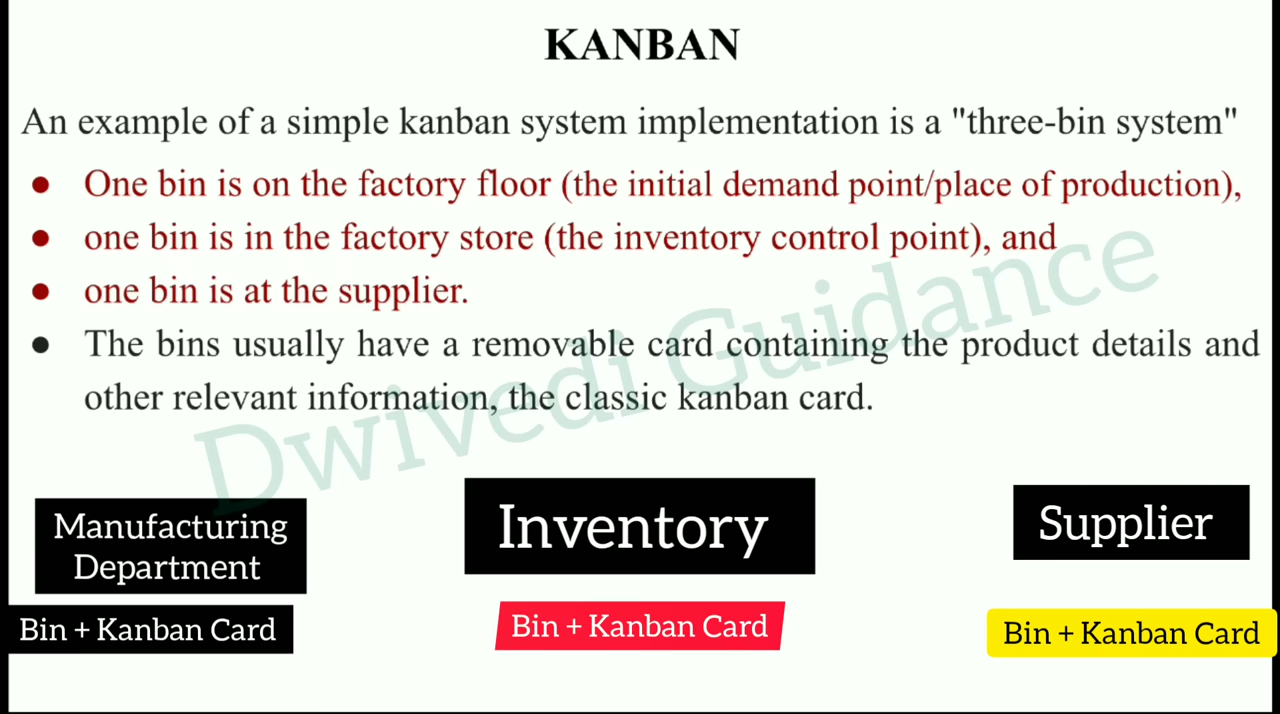 KANBAN
An example of a simple kanban system implementation is a "three-bin system"
● One bin is on the factory floor (the initial demand point/place of production),
● one bin is in the factory store (the inventory control point), and
● one bin is at the supplier.
● The bins usually have a removable card containing the product details and
other relevant information, the classic kanban card.
Dwivedi Guidance
Manufacturing
Department
Bin + Kanban Card
Inventory
Bin + Kanban Card
Supplier
Bin + Kanban Card